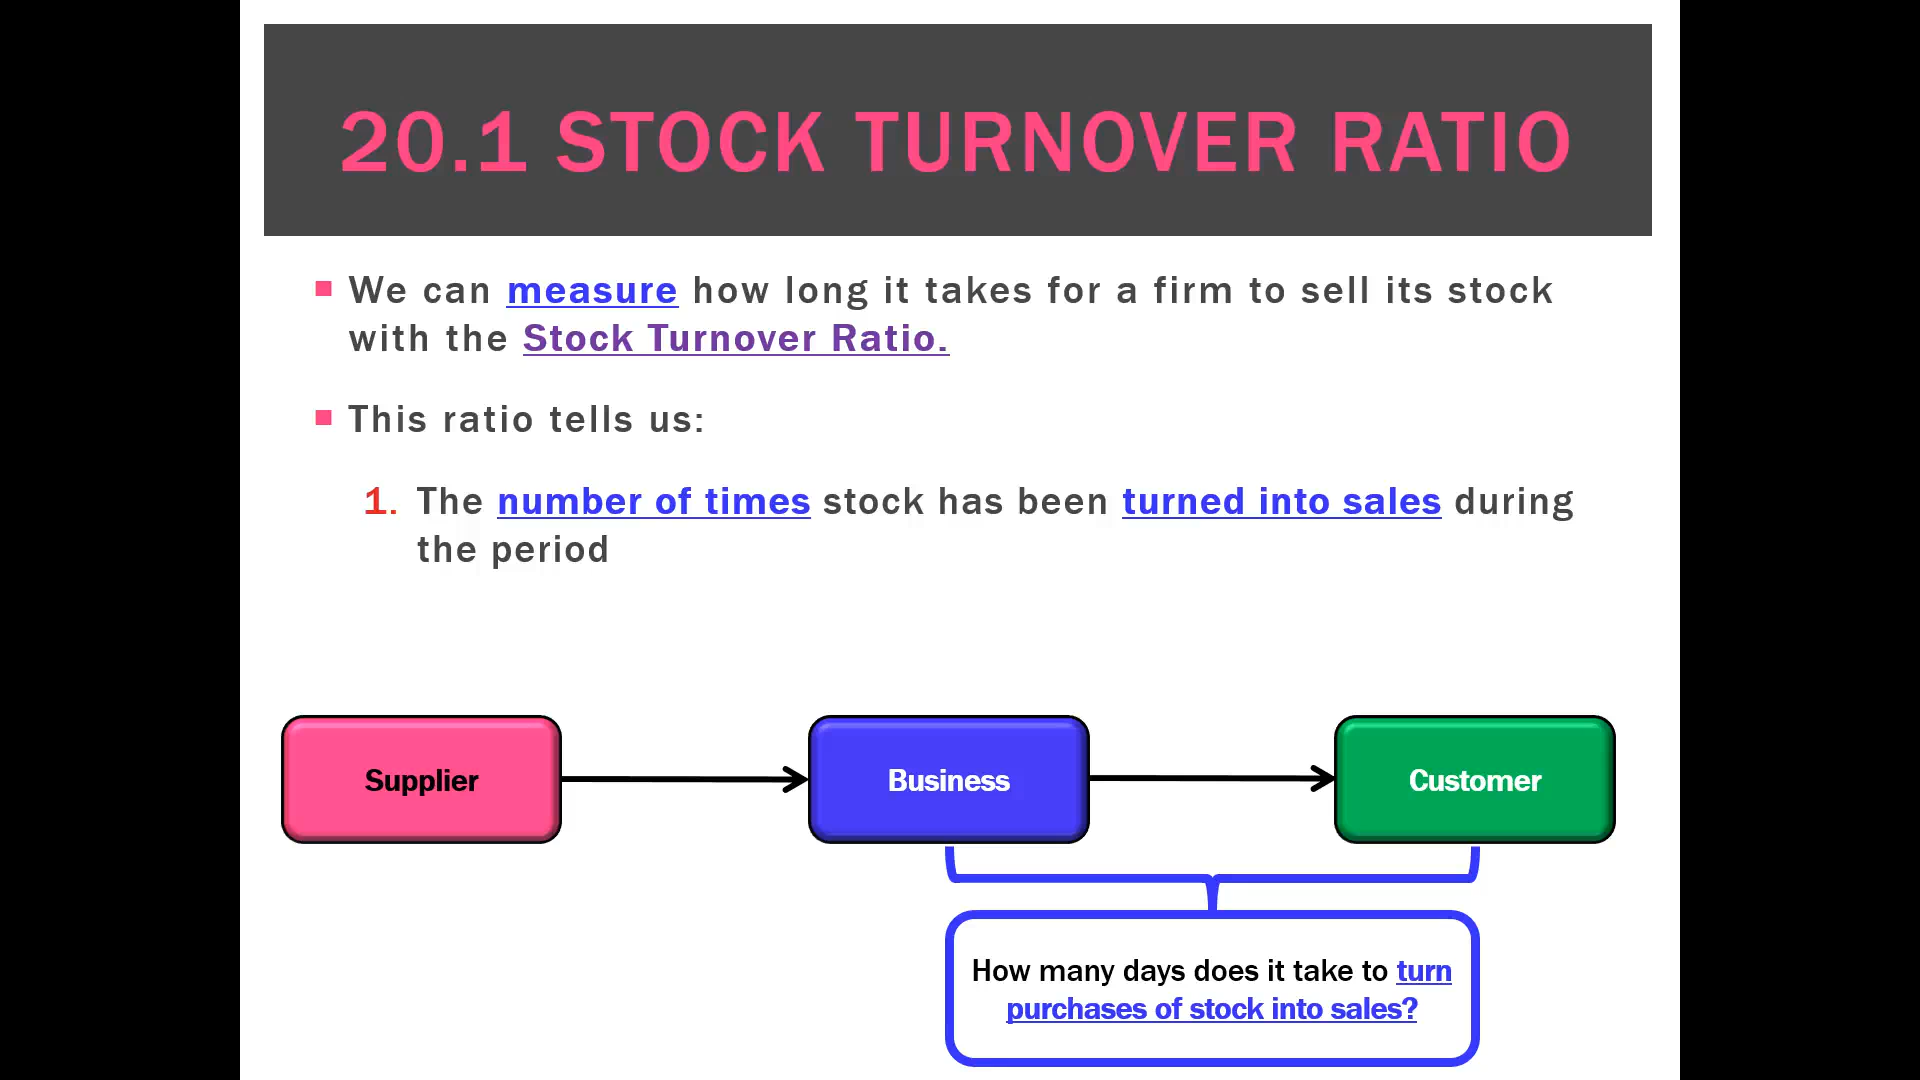 20.1 STOCK TURNOVER RATIO
We can measure how long it takes for a firm to sell its stock
with the Stock Turnover Ratio.
This ratio tells us:
1. The number of times stock has been turned into sales during
the period
Supplier
Business
Customer
How many days does it take to turn
purchases of stock into sales?